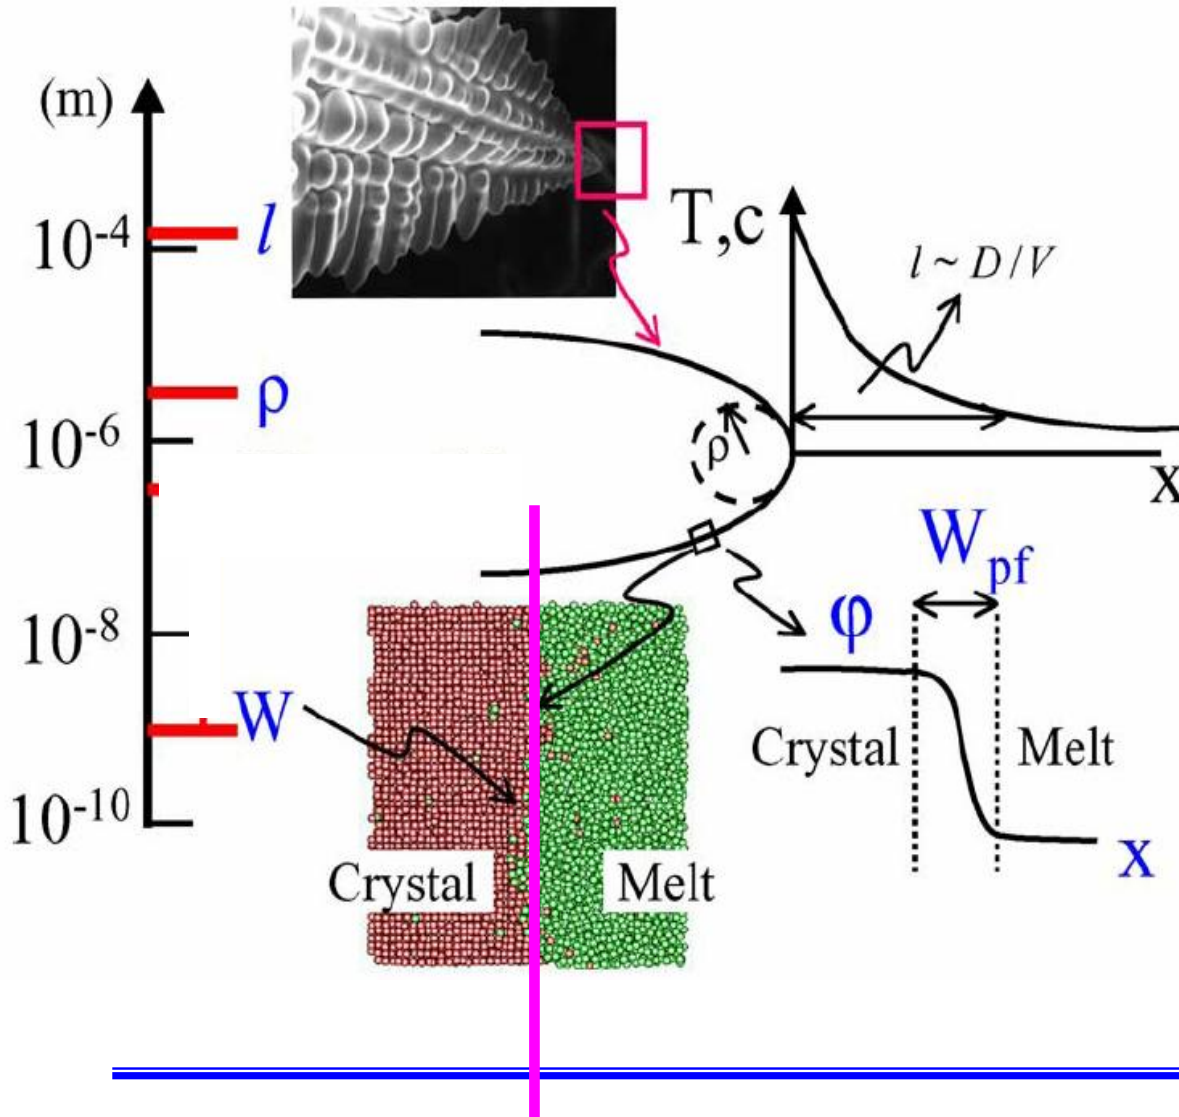 (m)
10⁻⁴
l
ρ
10⁻⁶
10⁻⁸
W
10⁻¹⁰
T,c
l ~ D / V
ρ
X
W_pf
φ
Crystal
Melt
x
Crystal
Melt